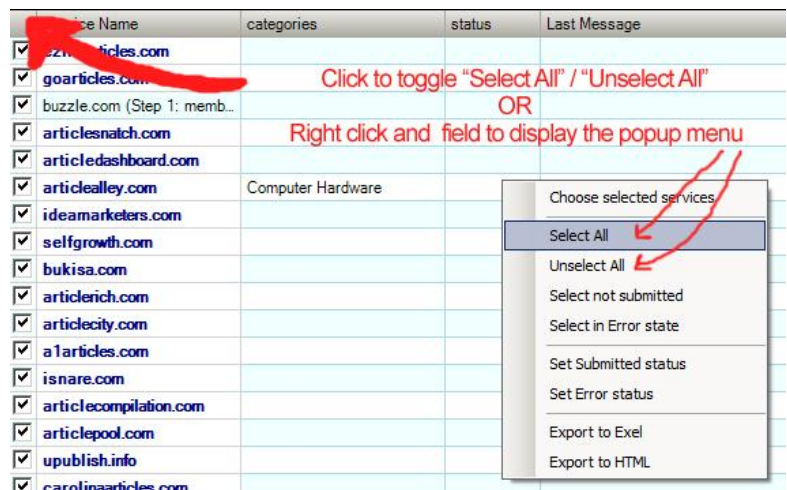 Name categories status Last Message
goarticles.com
Click to toggle “Select All” / “Unselect All”
buzzle.com (Step 1: memb...
OR
articlesnatch.com
Right click and field to display the popup menu
articledashboard.com
articlealley.com Computer Hardware
Choose selected services
ideamarketers.com
Select All
selfgrowth.com
Unselect All
bukisa.com
Select not submitted
articlerich.com
Select in Error state
articlecity.com
a1articles.com
Set Submitted status
isnare.com
Set Error status
articlecompilation.com
articlepool.com
Export to Exel
upublish.info
Export to HTML
carolinaarticles.com